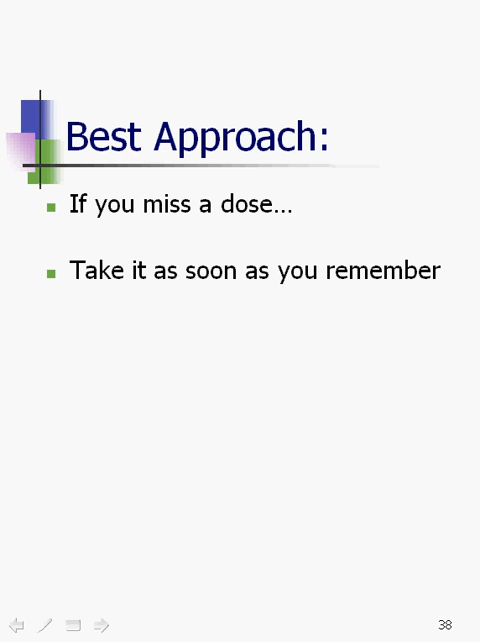 Best Approach:
If you miss a dose...
Take it as soon as you remember
38